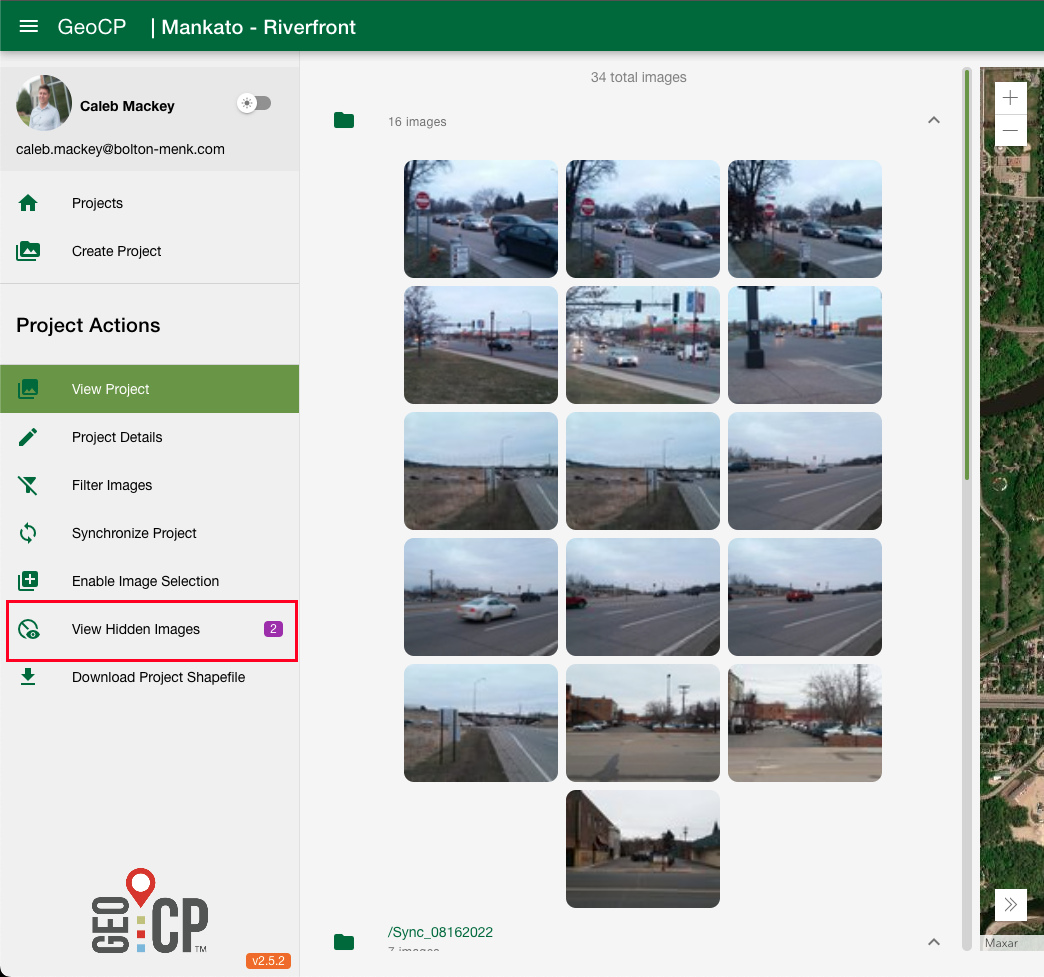 GeoCP | Mankato - Riverfront
Caleb Mackey
caleb.mackey@bolton-menk.com
Projects
Create Project
Project Actions
View Project
Project Details
Filter Images
Synchronize Project
Enable Image Selection
View Hidden Images 2
Download Project Shapefile
GEO CP TM
v2.5.2
34 total images
16 images
/Sync_08162022
7 images
Maxar